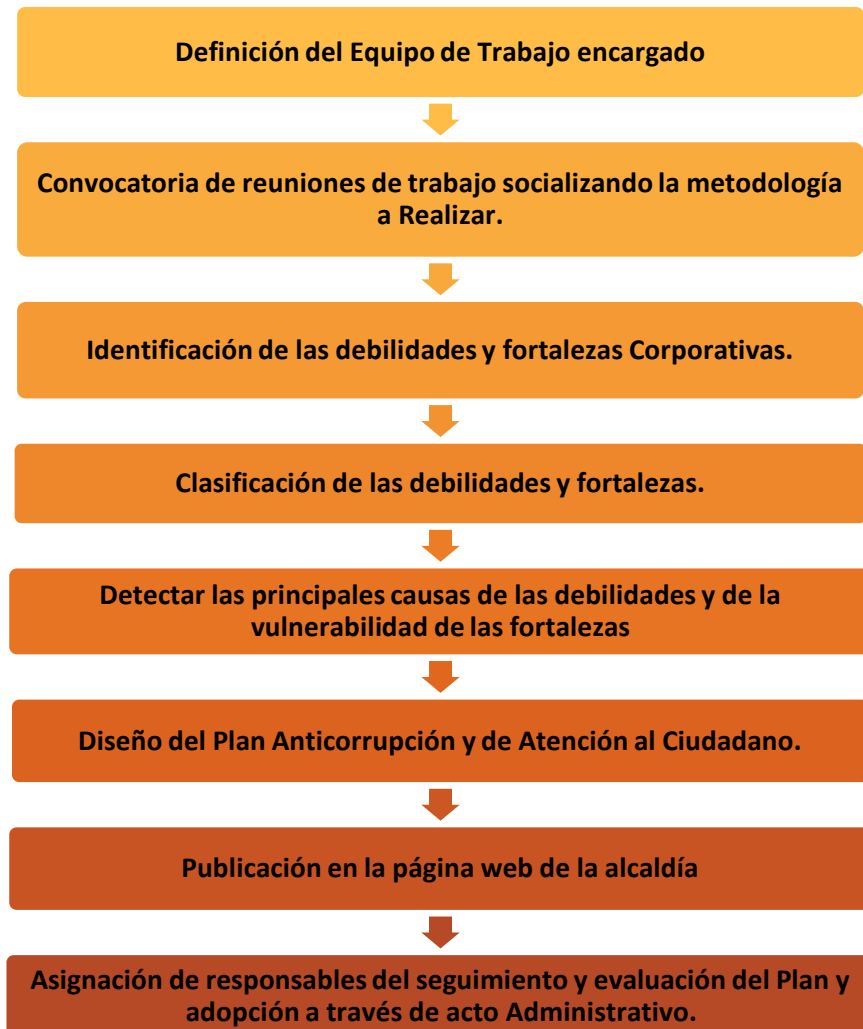 Definición del Equipo de Trabajo encargado
Convocatoria de reuniones de trabajo socializando la metodología
a Realizar.
Identificación de las debilidades y fortalezas Corporativas.
Clasificación de las debilidades y fortalezas.
Detectar las principales causas de las debilidades y de la
vulnerabilidad de las fortalezas
Diseño del Plan Anticorrupción y de Atención al Ciudadano.
Publicación en la página web de la alcaldía
Asignación de responsables del seguimiento y evaluación del Plan y
adopción a través de acto Administrativo.